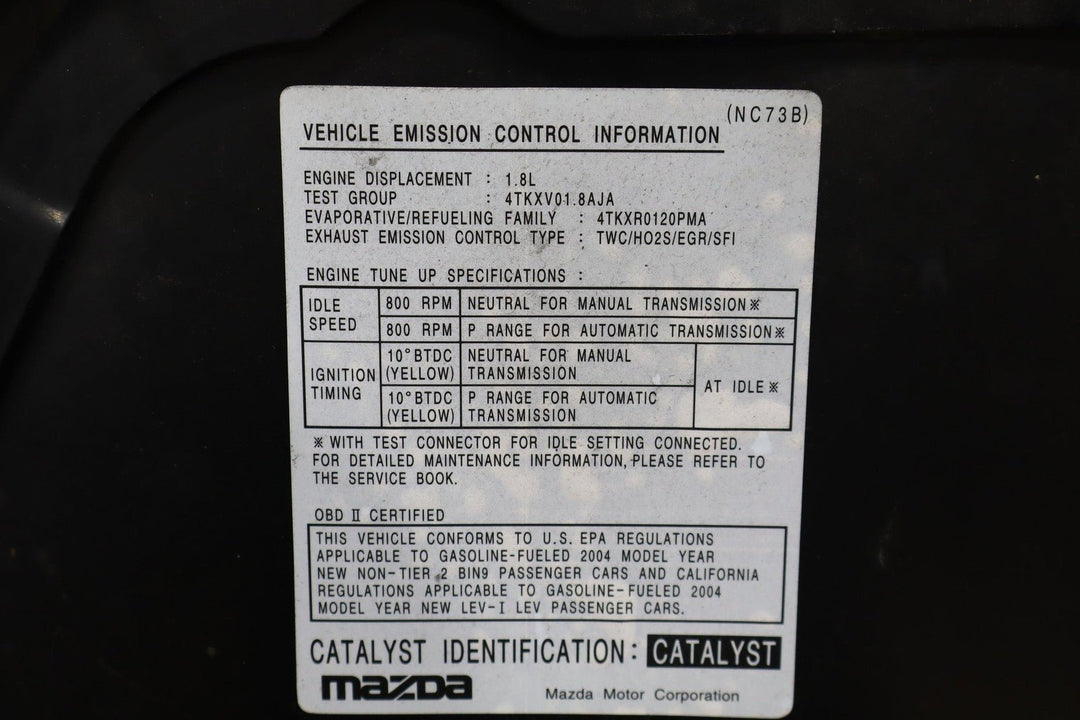 (NC73B)
VEHICLE EMISSION CONTROL INFORMATION
ENGINE DISPLACEMENT : 1.8L
TEST GROUP : 4TKXV01.8AJA
EVAPORATIVE/REFUELING FAMILY : 4TKXR0120PMA
EXHAUST EMISSION CONTROL TYPE : TWC/HO2S/EGR/SFI
ENGINE TUNE UP SPECIFICATIONS :
IDLE SPEED
800 RPM NEUTRAL FOR MANUAL TRANSMISSION※
800 RPM P RANGE FOR AUTOMATIC TRANSMISSION※
IGNITION TIMING
10°BTDC (YELLOW) NEUTRAL FOR MANUAL TRANSMISSION
10°BTDC (YELLOW) P RANGE FOR AUTOMATIC TRANSMISSION
AT IDLE※
※ WITH TEST CONNECTOR FOR IDLE SETTING CONNECTED.
FOR DETAILED MAINTENANCE INFORMATION, PLEASE REFER TO
THE SERVICE BOOK.
OBD II CERTIFIED
THIS VEHICLE CONFORMS TO U.S. EPA REGULATIONS
APPLICABLE TO GASOLINE-FUELED 2004 MODEL YEAR
NEW NON-TIER 2 BIN9 PASSENGER CARS AND CALIFORNIA
REGULATIONS APPLICABLE TO GASOLINE-FUELED 2004
MODEL YEAR NEW LEV-I LEV PASSENGER CARS.
CATALYST IDENTIFICATION: CATALYST
mazda Mazda Motor Corporation